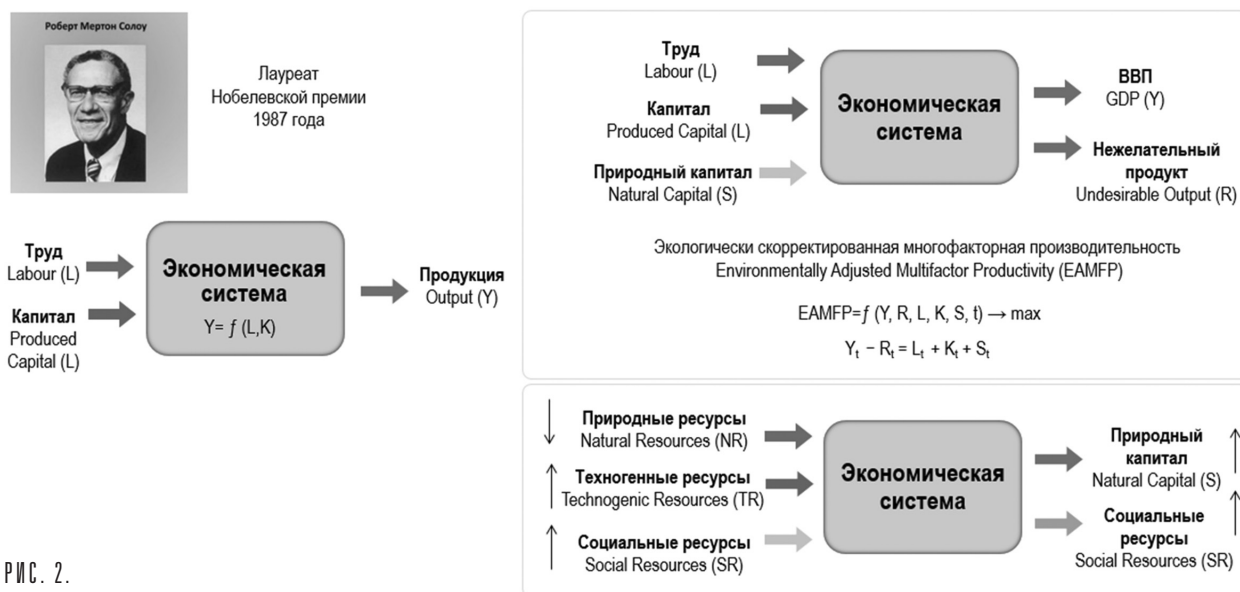 Роберт Мертон Солоу
Лауреат
Нобелевской премии
1987 года
Труд
Labour (L)
Капитал
Produced
Capital (L)
Экономическая
система
Y= ƒ (L,K)
Продукция
Output (Y)
Труд
Labour (L)
Капитал
Produced Capital (L)
Природный капитал
Natural Capital (S)
Экономическая
система
ВВП
GDP (Y)
Нежелательный
продукт
Undesirable Output (R)
Экологически скорректированная многофакторная производительность
Environmentally Adjusted Multifactor Productivity (EAMFP)
EAMFP=ƒ (Y, R, L, K, S, t) → max
Yₜ − Rₜ = Lₜ + Kₜ + Sₜ
Природные ресурсы
Natural Resources (NR)
Техногенные ресурсы
Technogenic Resources (TR)
Социальные ресурсы
Social Resources (SR)
Экономическая
система
Природный
капитал
Natural Capital (S)
Социальные
ресурсы
Social Resources (SR)
РИС. 2.